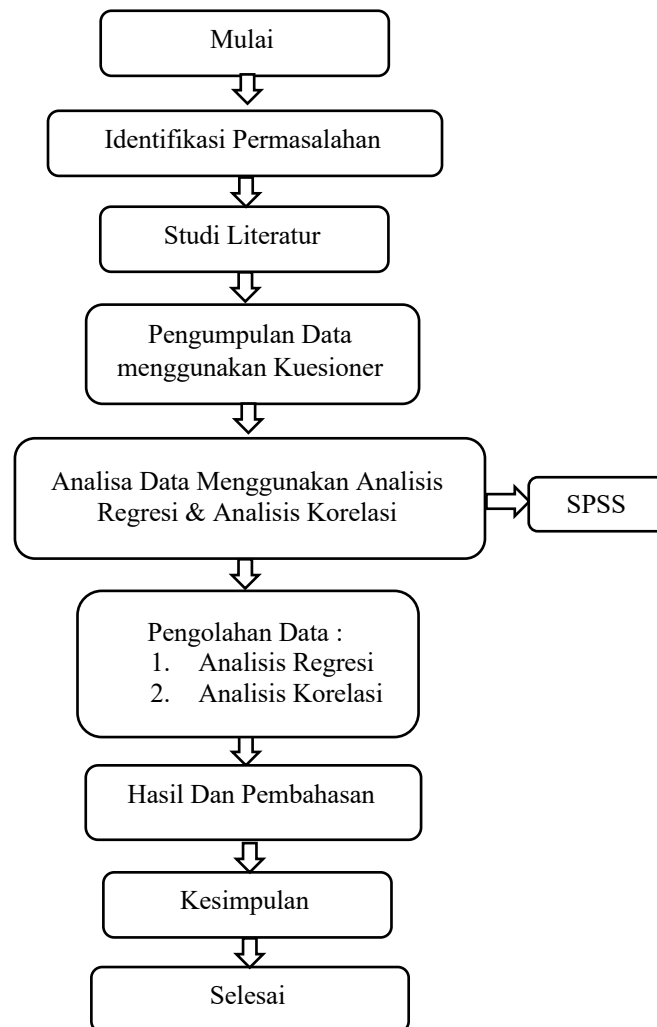 Mulai
Identifikasi Permasalahan
Studi Literatur
Pengumpulan Data
menggunakan Kuesioner
Analisa Data Menggunakan Analisis
Regresi & Analisis Korelasi
SPSS
Pengolahan Data :
1. Analisis Regresi
2. Analisis Korelasi
Hasil Dan Pembahasan
Kesimpulan
Selesai